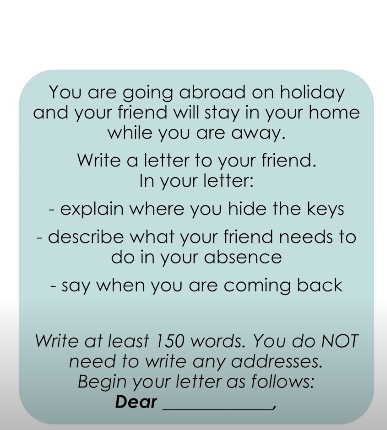 You are going abroad on holiday
and your friend will stay in your home
while you are away.
Write a letter to your friend.
In your letter:
- explain where you hide the keys
- describe what your friend needs to
do in your absence
- say when you are coming back
Write at least 150 words. You do NOT
need to write any addresses.
Begin your letter as follows:
Dear ____________,